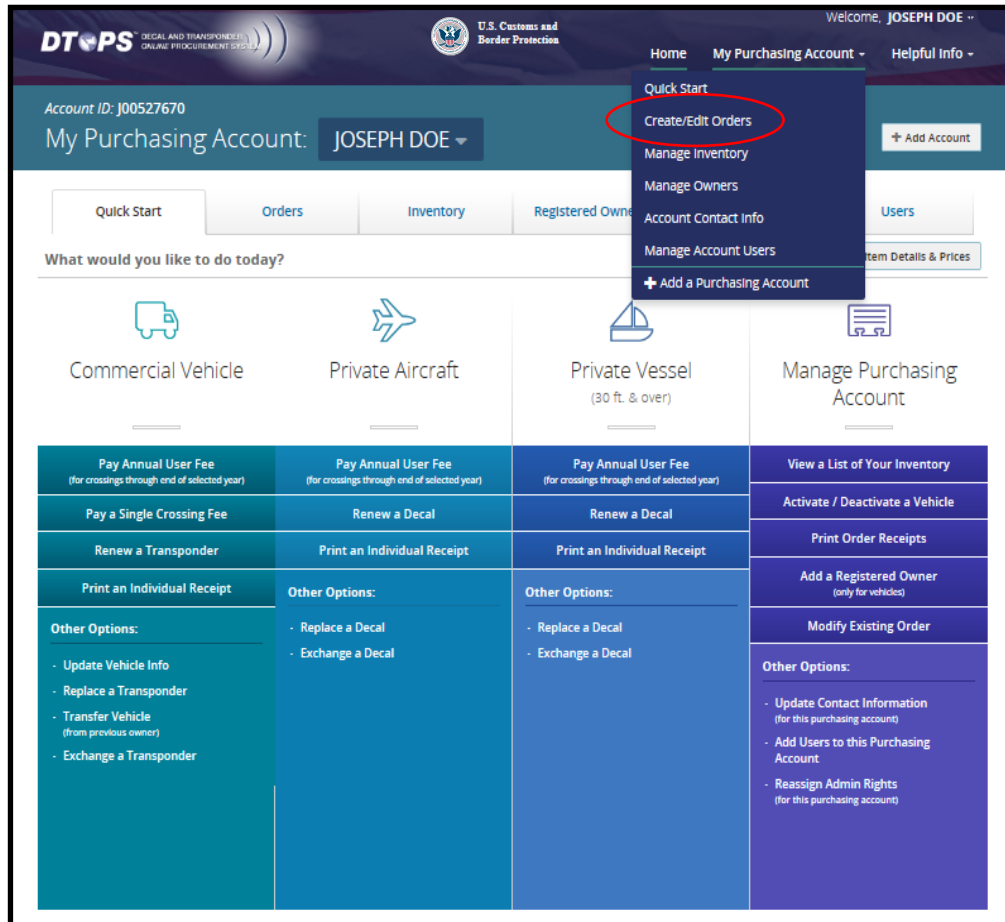 DTOPS DECAL AND TRANSPONDER
ONLINE PROCUREMENT SYSTEM
U.S. Customs and
Border Protection
Welcome, JOSEPH DOE
Home My Purchasing Account Helpful Info
Quick Start
Create/Edit Orders
Manage Inventory
Manage Owners
Account Contact Info
Manage Account Users
+ Add a Purchasing Account
Account ID: J00527670
My Purchasing Account: JOSEPH DOE
+ Add Account
Quick Start Orders Inventory Registered Owne Users
What would you like to do today?
Item Details & Prices
Commercial Vehicle
Pay Annual User Fee
(for crossings through end of selected year)
Pay a Single Crossing Fee
Renew a Transponder
Print an Individual Receipt
Other Options:
- Update Vehicle Info
- Replace a Transponder
- Transfer Vehicle
(from previous owner)
- Exchange a Transponder
Private Aircraft
Pay Annual User Fee
(for crossings through end of selected year)
Renew a Decal
Print an Individual Receipt
Other Options:
- Replace a Decal
- Exchange a Decal
Private Vessel
(30 ft. & over)
Pay Annual User Fee
(for crossings through end of selected year)
Renew a Decal
Print an Individual Receipt
Other Options:
- Replace a Decal
- Exchange a Decal
Manage Purchasing
Account
View a List of Your Inventory
Activate / Deactivate a Vehicle
Print Order Receipts
Add a Registered Owner
(only for vehicles)
Modify Existing Order
Other Options:
- Update Contact Information
(for this purchasing account)
- Add Users to this Purchasing
Account
- Reassign Admin Rights
(for this purchasing account)